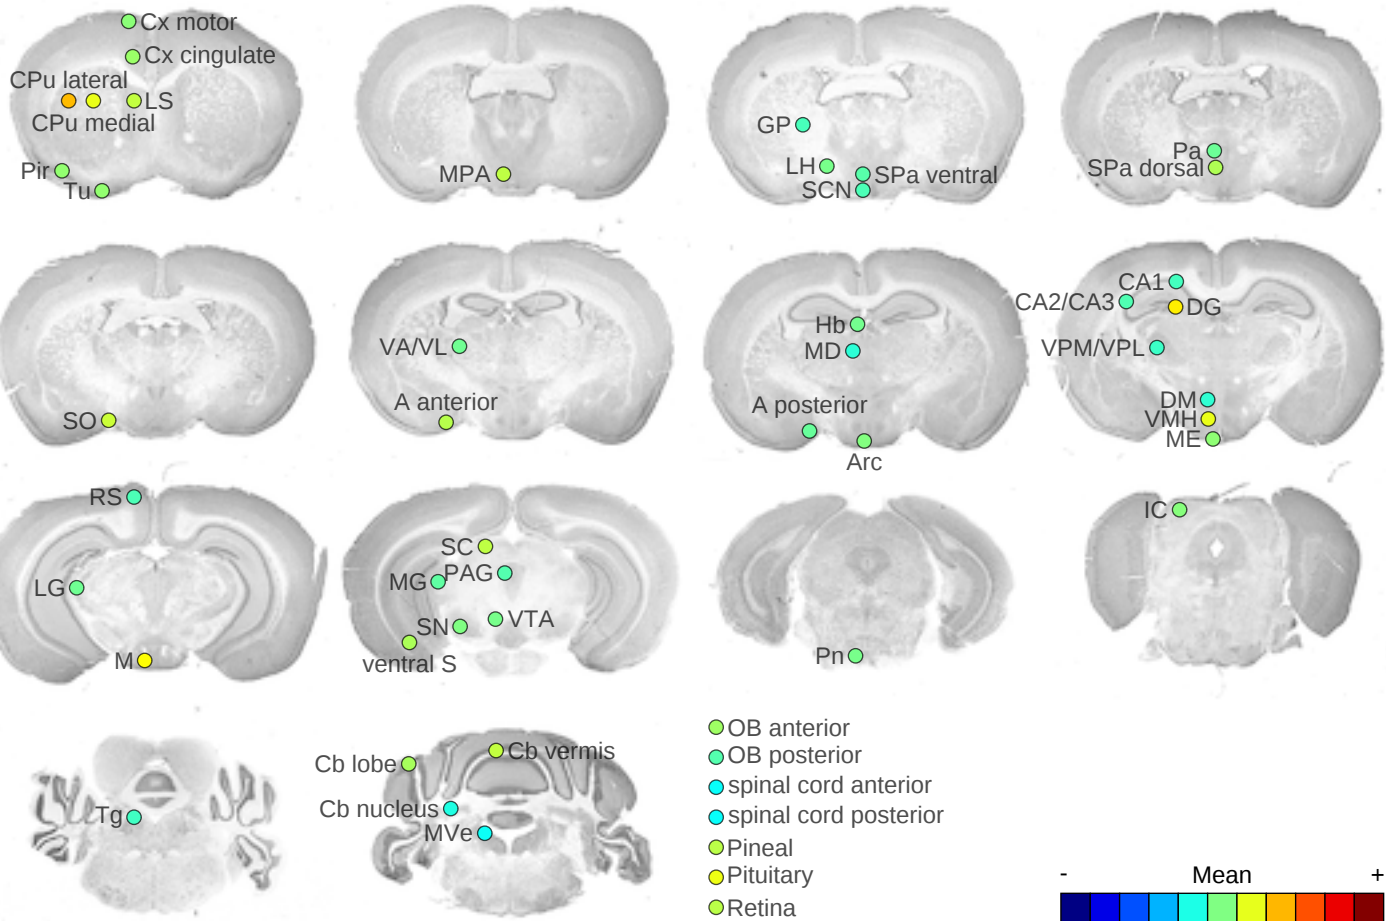 Cx motor
Cx cingulate
CPu lateral
LS
CPu medial
Pir
Tu
MPA
GP
LH
SPa ventral
SCN
Pa
SPa dorsal
SO
VA/VL
A anterior
Hb
MD
A posterior
Arc
CA1
CA2/CA3
DG
VPM/VPL
DM
VMH
ME
RS
LG
M
SC
MG
PAG
SN
VTA
ventral S
Pn
IC
Tg
Cb lobe
Cb vermis
Cb nucleus
MVe
OB anterior
OB posterior
spinal cord anterior
spinal cord posterior
Pineal
Pituitary
Retina
- Mean +